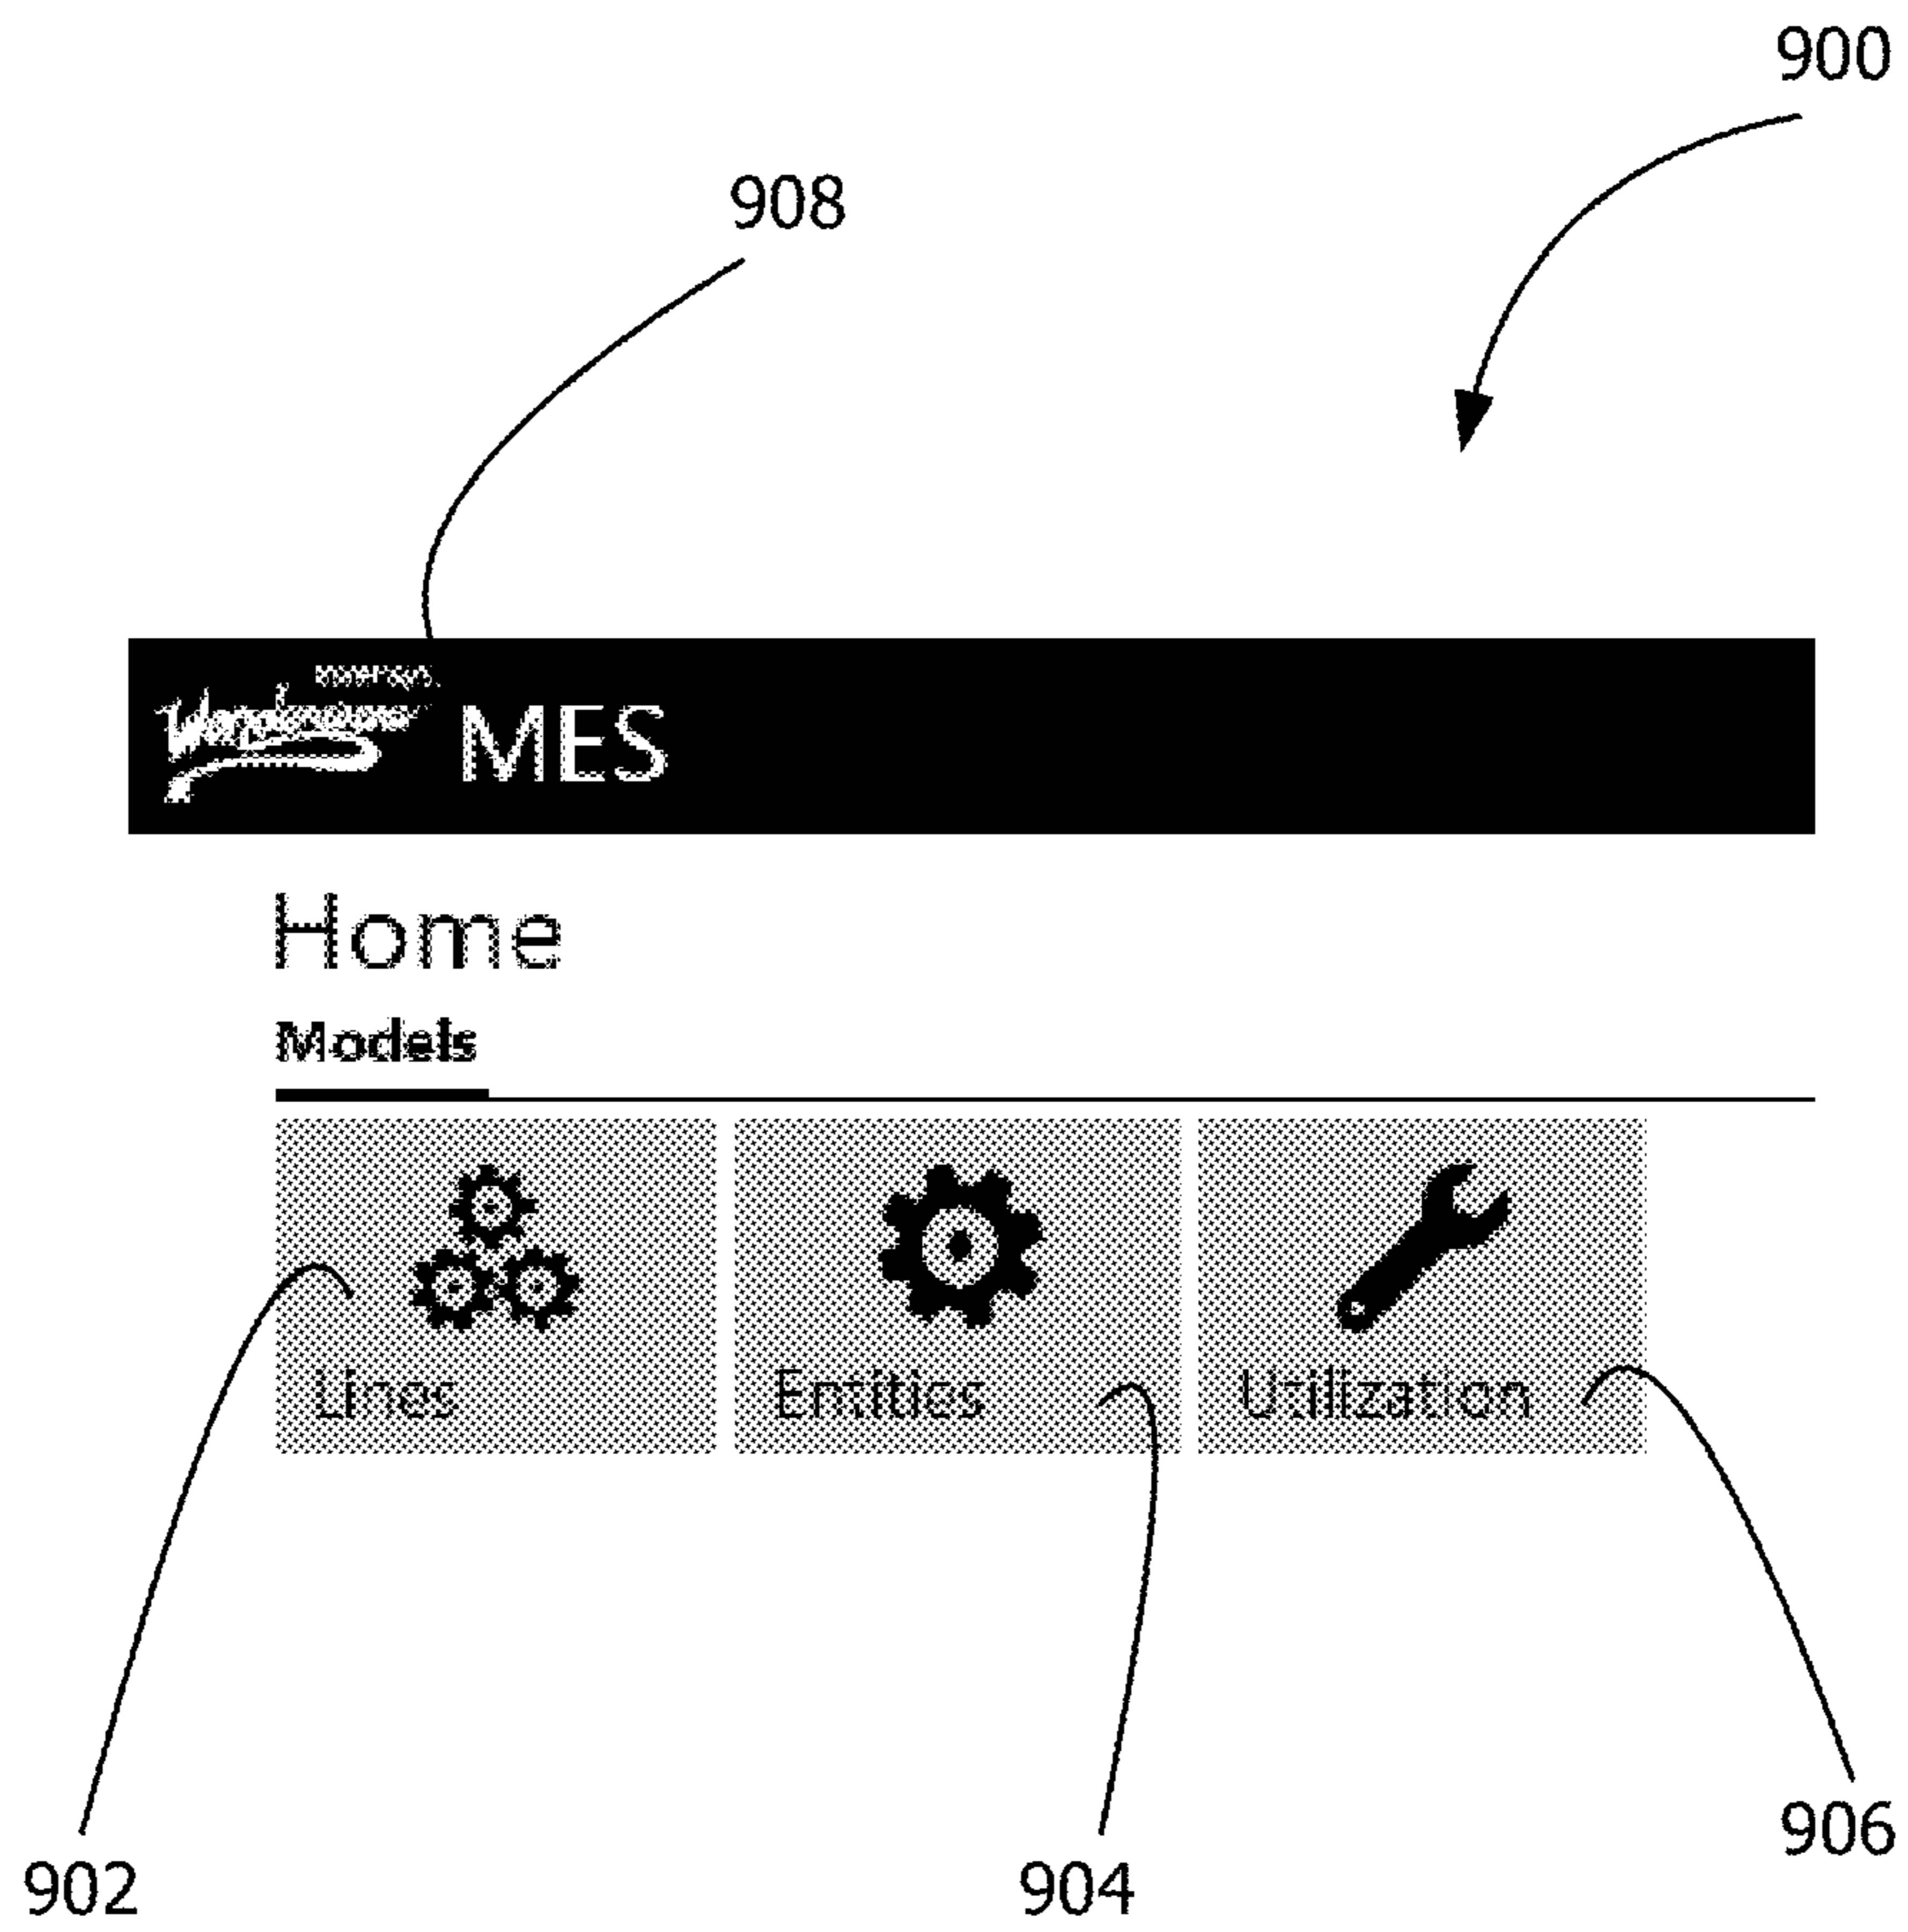 900
908
MES
Home
Models
Lines Entities Utilization
906
902 904